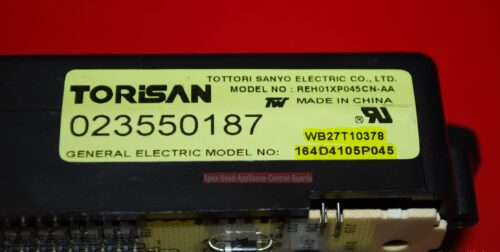 TOTTORI SANYO ELECTRIC CO., LTD.
TORiSAN
MODEL NO : REH01XP045CN-AA
MADE IN CHINA
023550187
WB27T10378
GENERAL ELECTRIC MODEL NO: 164D4105P045
Apex-Used-Appliance-Control-Boards